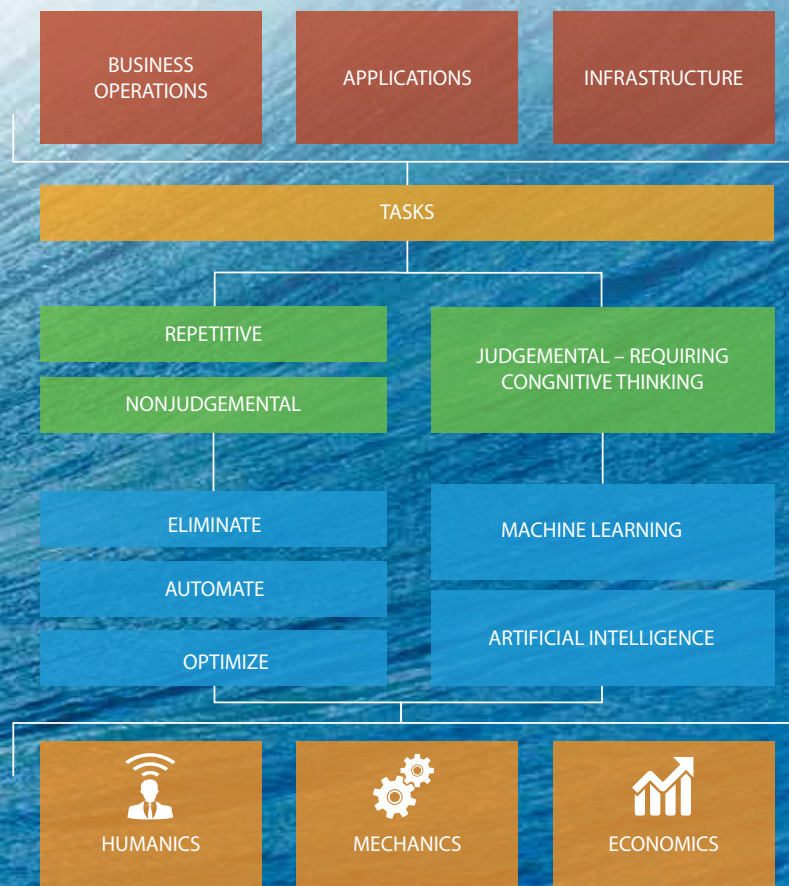 BUSINESS
OPERATIONS
APPLICATIONS
INFRASTRUCTURE
TASKS
REPETITIVE
NONJUDGEMENTAL
JUDGEMENTAL – REQUIRING
CONGNITIVE THINKING
ELIMINATE
AUTOMATE
OPTIMIZE
MACHINE LEARNING
ARTIFICIAL INTELLIGENCE
HUMANICS
MECHANICS
ECONOMICS